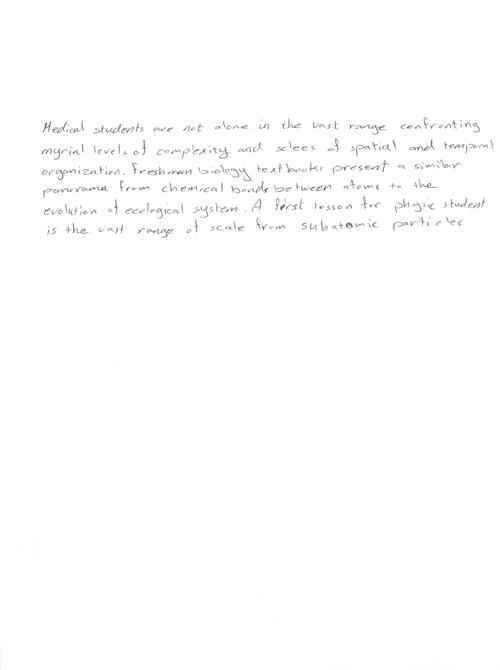 Medical students are not alone in the vast range confronting
myrial levels of complexity and sclees of spatial and temporal
organization. Freshman biology textbooks present a similar
panorama from chemical bonds between atoms to the
evolution of ecological system. A first lesson for physic student
is the vast range of scale from subatomic particles